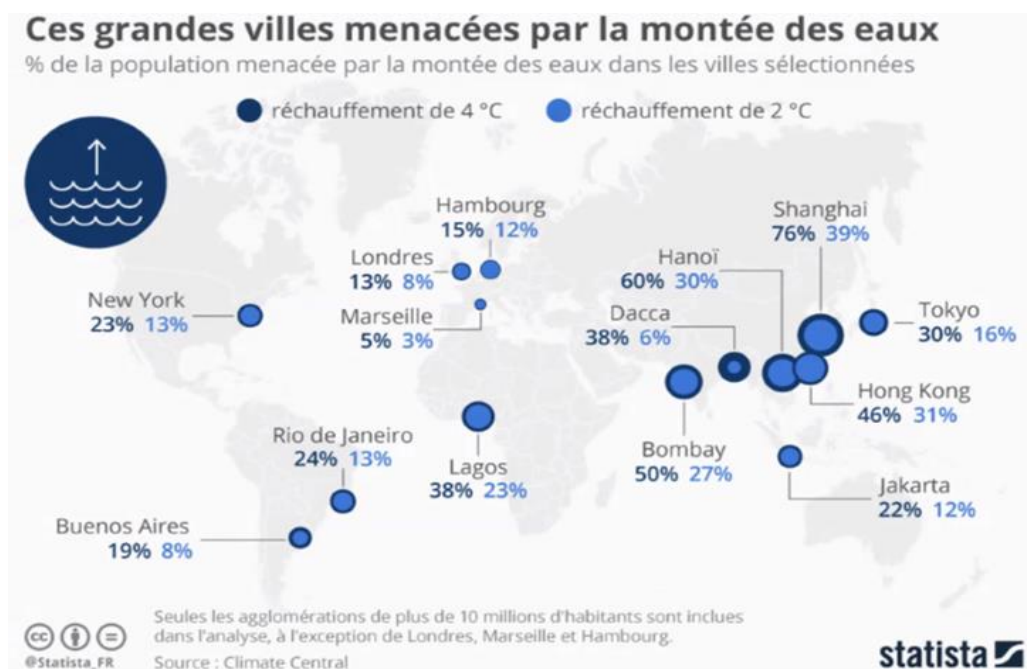 Ces grandes villes menacées par la montée des eaux
% de la population menacée par la montée des eaux dans les villes sélectionnées
réchauffement de 4 °C réchauffement de 2 °C
Hambourg
15% 12%
Shanghai
76% 39%
Londres
13% 8%
Hanoï
60% 30%
New York
23% 13%
Marseille
5% 3%
Dacca
38% 6%
Tokyo
30% 16%
Hong Kong
46% 31%
Rio de Janeiro
24% 13%
Lagos
38% 23%
Bombay
50% 27%
Jakarta
22% 12%
Buenos Aires
19% 8%
Seules les agglomérations de plus de 10 millions d'habitants sont inclues
dans l'analyse, à l'exception de Londres, Marseille et Hambourg.
cc
@Statista_FR
Source : Climate Central
statista